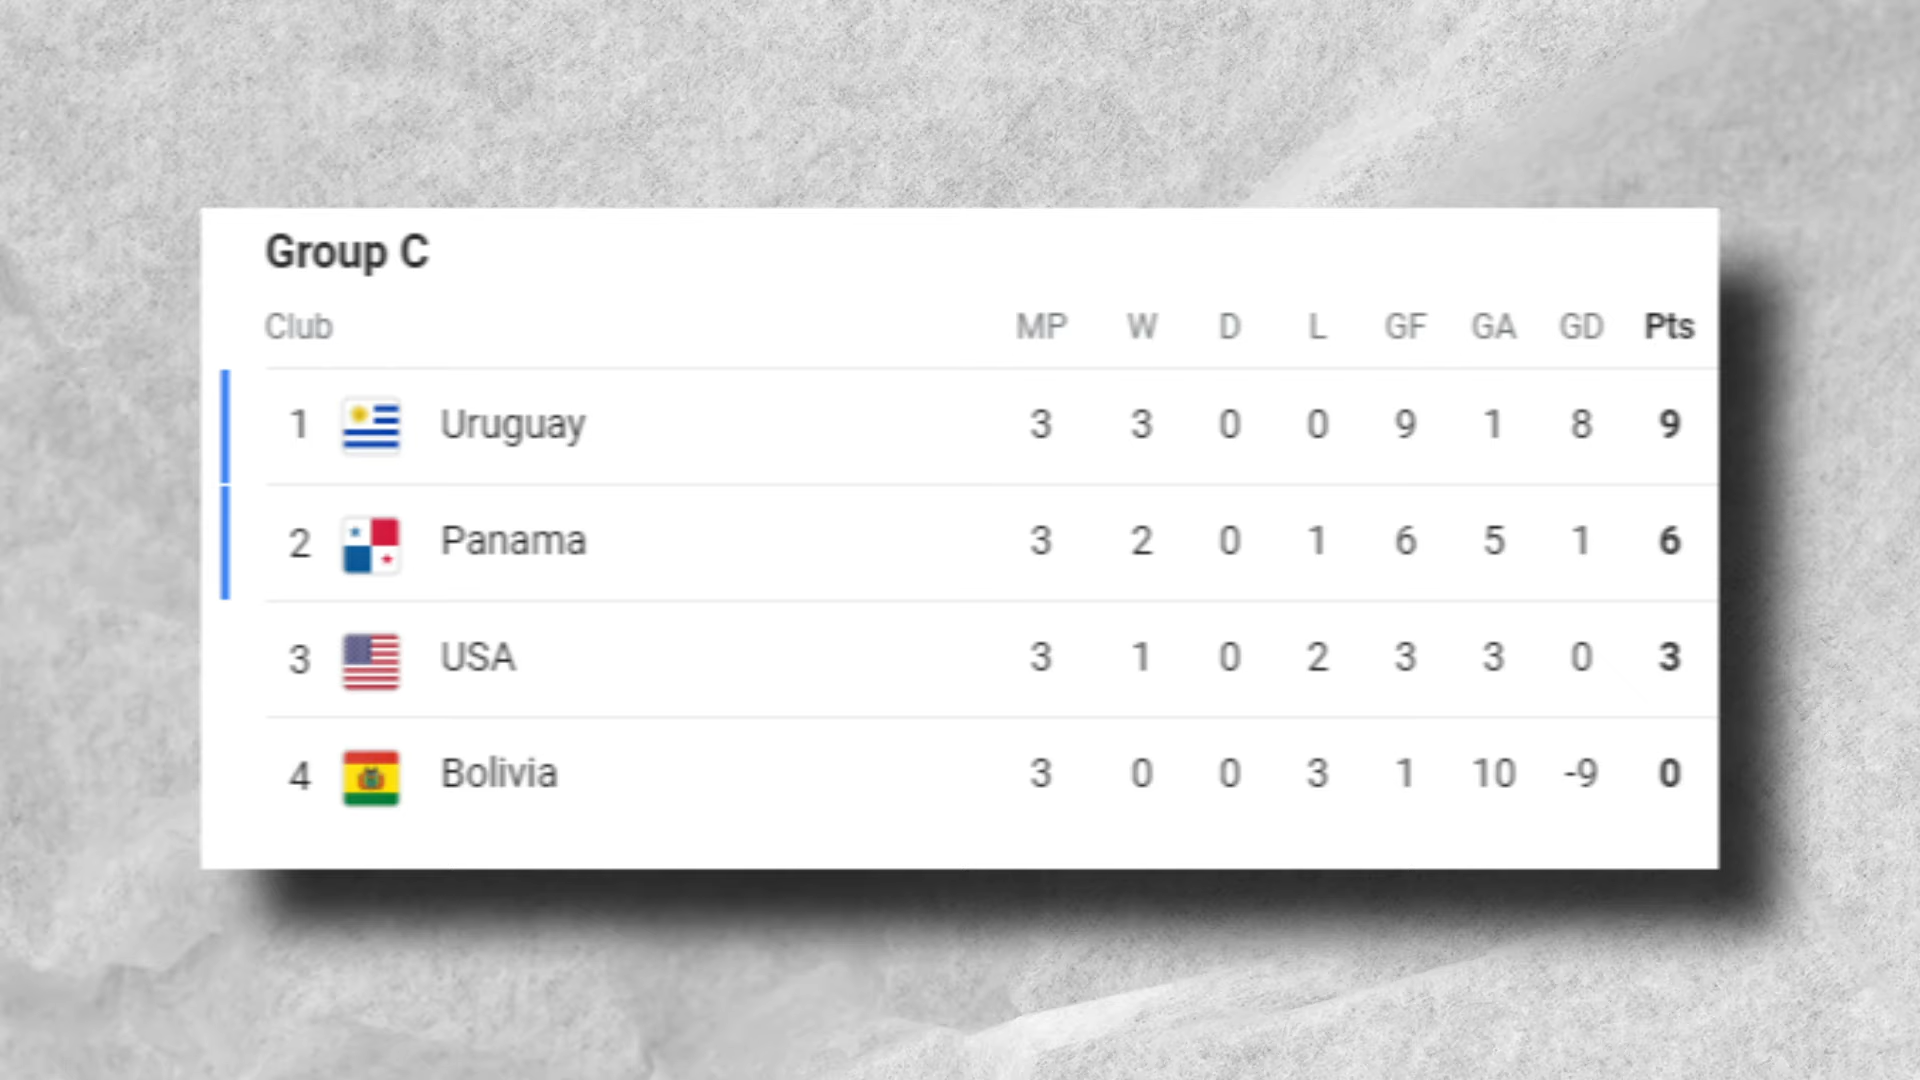 Group C
Club MP W D L GF GA GD Pts
1 Uruguay 3 3 0 0 9 1 8 9
2 Panama 3 2 0 1 6 5 1 6
3 USA 3 1 0 2 3 3 0 3
4 Bolivia 3 0 0 3 1 10 -9 0